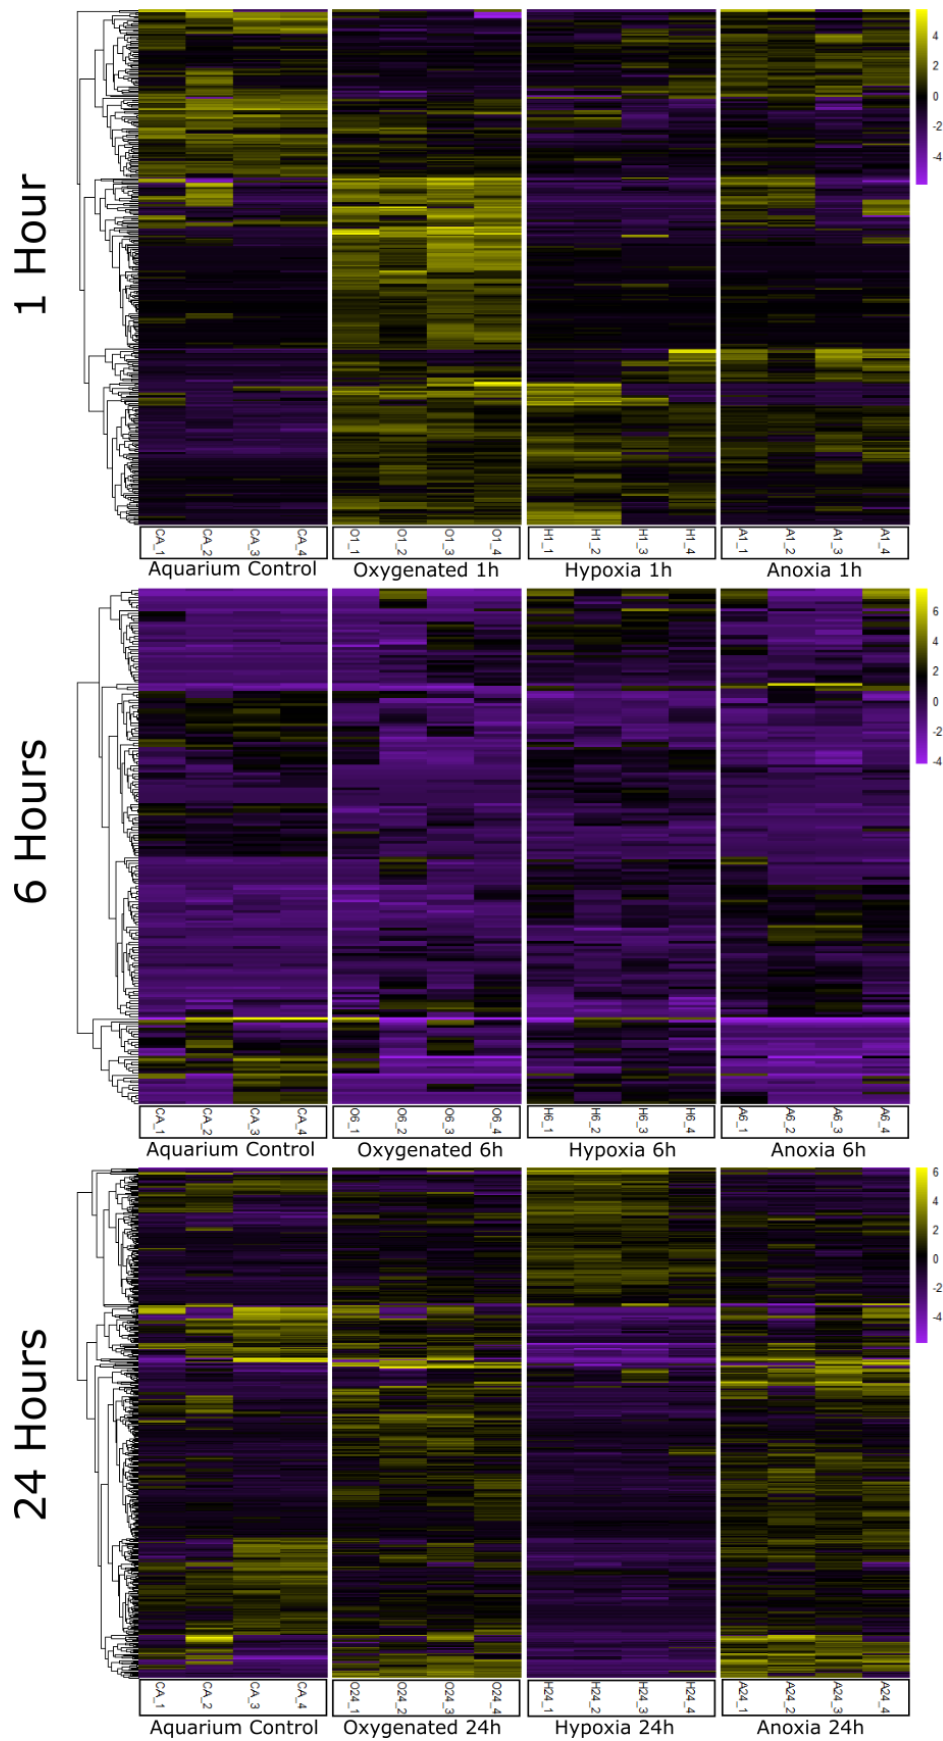 1 Hour
4
2
0
-2
-4
CA_1 CA_2 CA_3 CA_4 O1_1 O1_2 O1_3 O1_4 H1_1 H1_2 H1_3 H1_4 A1_1 A1_2 A1_3 A1_4
Aquarium Control Oxygenated 1h Hypoxia 1h Anoxia 1h
6 Hours
6
4
2
0
-2
-4
CA_1 CA_2 CA_3 CA_4 O6_1 O6_2 O6_3 O6_4 H6_1 H6_2 H6_3 H6_4 A6_1 A6_2 A6_3 A6_4
Aquarium Control Oxygenated 6h Hypoxia 6h Anoxia 6h
24 Hours
6
4
2
0
-2
-4
CA_1 CA_2 CA_3 CA_4 O24_1 O24_2 O24_3 O24_4 H24_1 H24_2 H24_3 H24_4 A24_1 A24_2 A24_3 A24_4
Aquarium Control Oxygenated 24h Hypoxia 24h Anoxia 24h